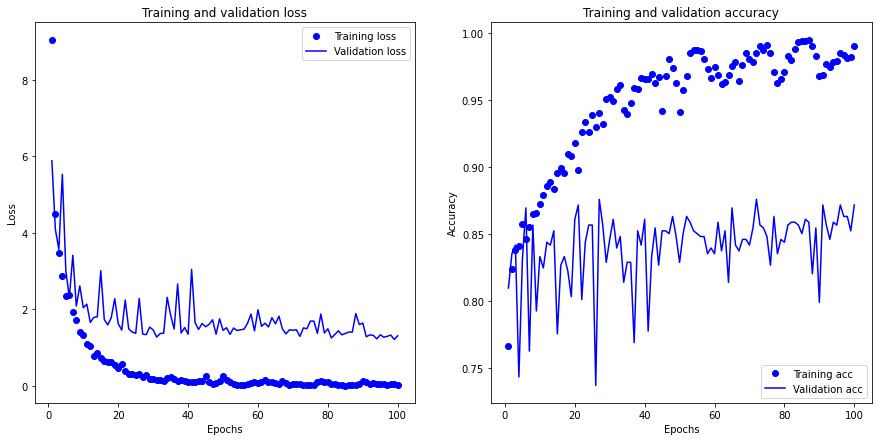 Training and validation loss
Training loss
Validation loss
8
6
4
2
0
Loss
0
20
40
60
80
100
Epochs
Training and validation accuracy
1.00
0.95
0.90
0.85
0.80
0.75
Accuracy
Training acc
Validation acc
0
20
40
60
80
100
Epochs